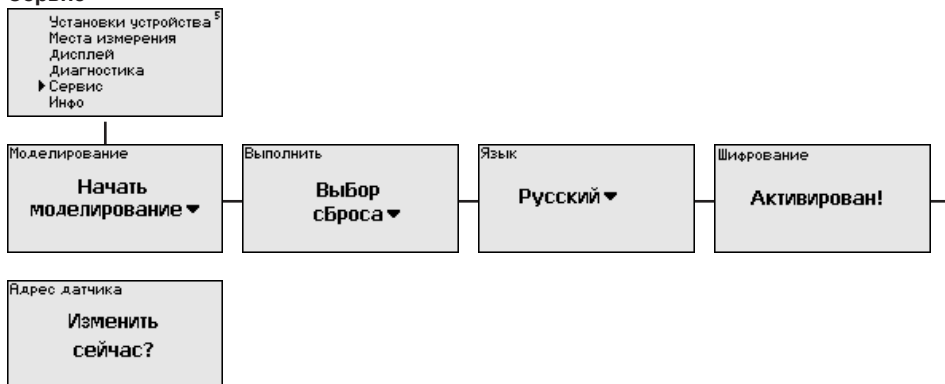 Сервис
Установки устройства 5
Места измерения
Дисплей
Диагностика
Сервис
Инфо
Моделирование
Начать
моделирование
Выполнить
Выбор
сброса
Язык
Русский
Шифрование
Активирован!
Адрес датчика
Изменить
сейчас?